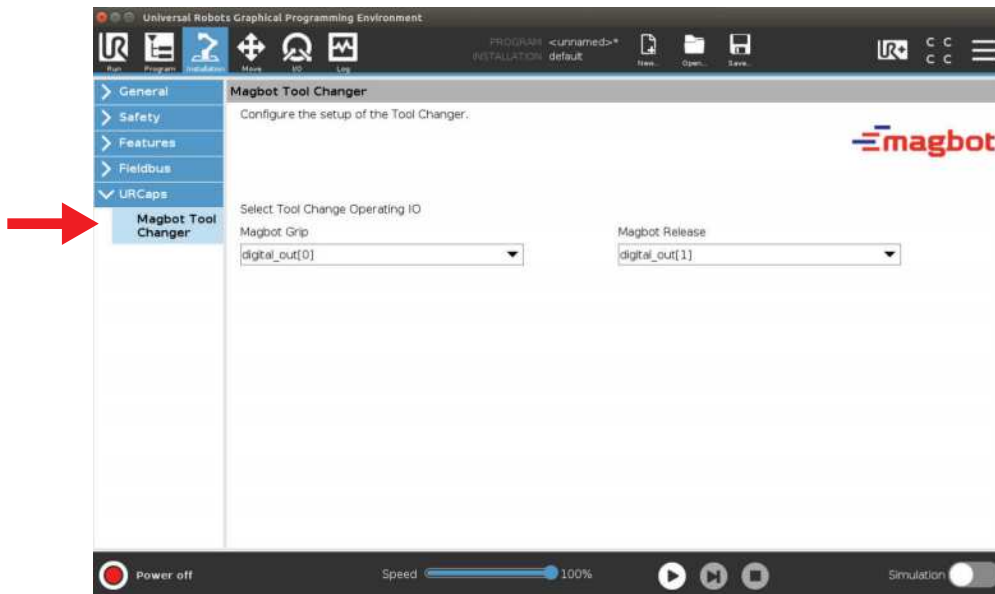 Universal Robots Graphical Programming Environment
PROGRAM <unnamed>*
INSTALLATION default
Run Program Installation Move I/O Log New... Open... Save...
UR+
C C
C C
General
Safety
Features
Fieldbus
URCaps
Magbot Tool
Changer
Magbot Tool Changer
Configure the setup of the Tool Changer.
magbot
Select Tool Change Operating IO
Magbot Grip Magbot Release
digital_out[0] digital_out[1]
Power off Speed 100% Simulation